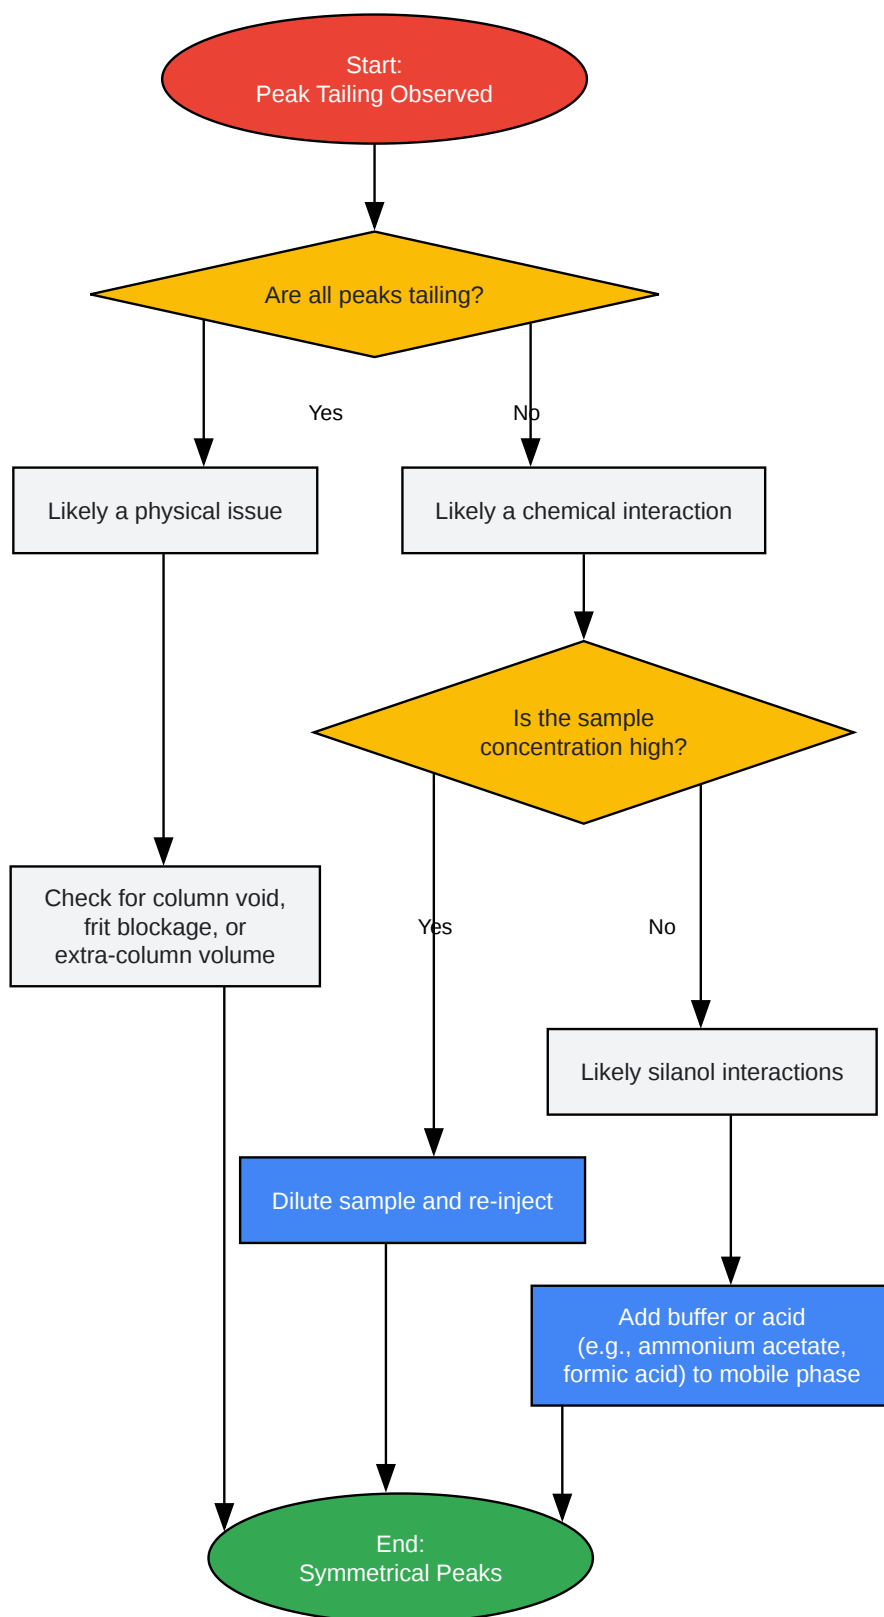 Start:
Peak Tailing Observed
Are all peaks tailing?
Yes
No
Likely a physical issue
Likely a chemical interaction
Is the sample
concentration high?
Check for column void,
frit blockage, or
extra-column volume
Yes
No
Likely silanol interactions
Dilute sample and re-inject
Add buffer or acid
(e.g., ammonium acetate,
formic acid) to mobile phase
End:
Symmetrical Peaks